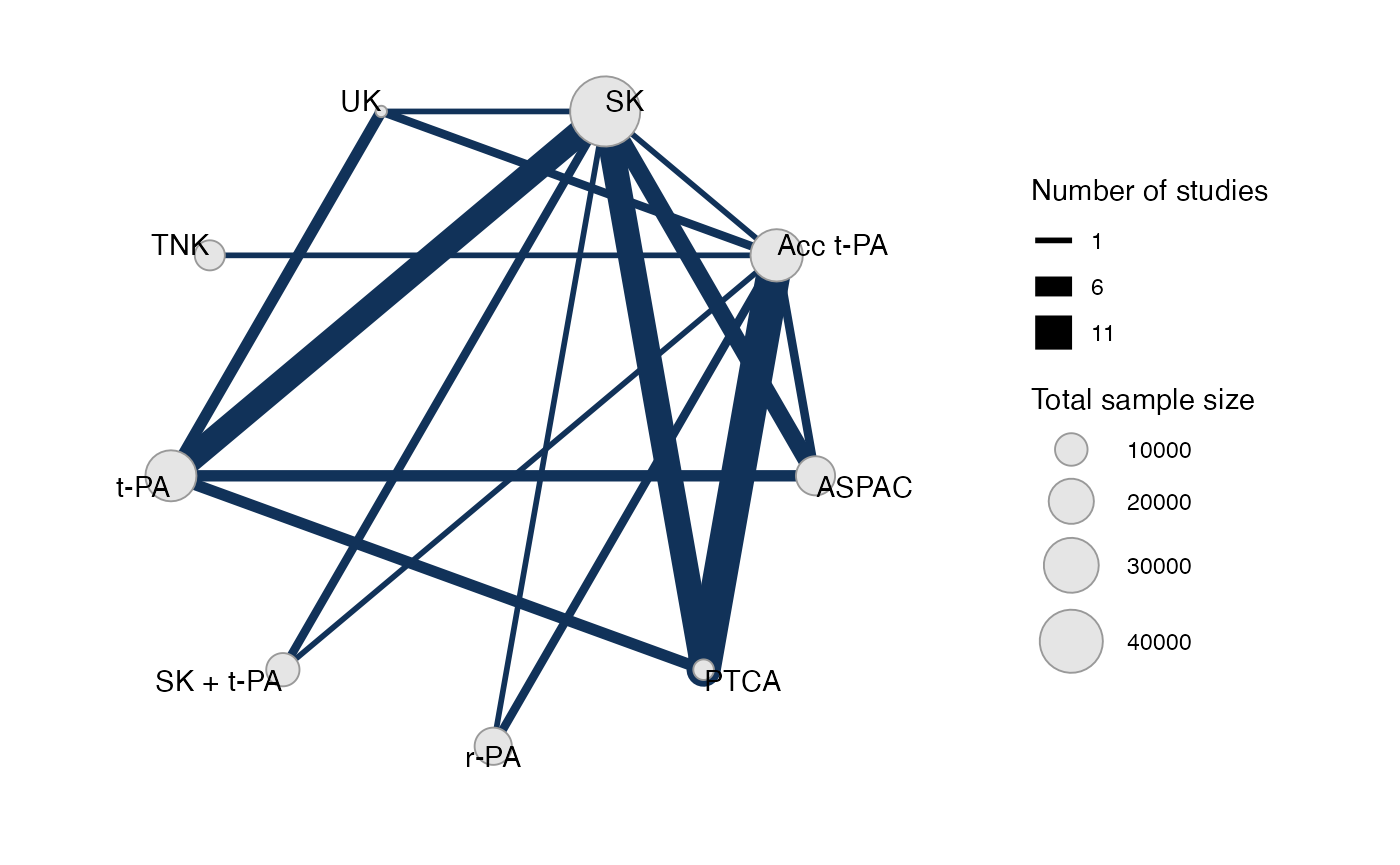 UK
SK
TNK
Acc t-PA
t-PA
ASPAC
SK + t-PA
PTCA
r-PA
Number of studies
1
6
11
Total sample size
10000
20000
30000
40000